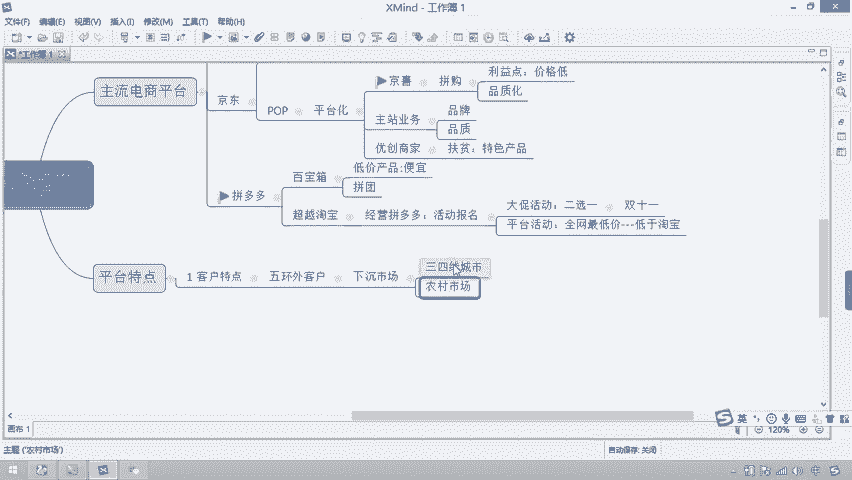 XMind - 工作簿 1
文件(F) 编辑(E) 视图(V) 插入(I) 修改(M) 工具(T) 帮助(H)
*工作簿 1
主流电商平台
京东
POP
平台化
京喜
拼购
利益点：价格低
品质化
主站业务
品牌
品质
优创商家
扶贫：特色产品
拼多多
百宝箱
低价产品:便宜
拼团
超越淘宝
经营拼多多：活动报名
大促活动：二选一
双十一
平台活动：全网最低价---低于淘宝
平台特点
1 客户特点
五环外客户
下沉市场
三四线城市
农村市场
画布 1
英
120%
主题 ('农村市场')
自动保存: 关闭
中